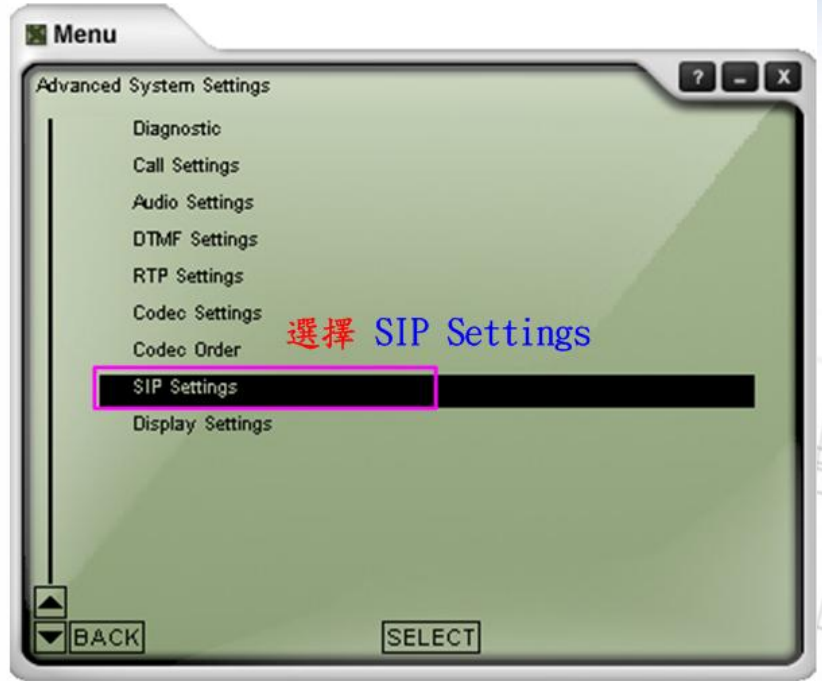 Menu
? - X
Advanced System Settings
Diagnostic
Call Settings
Audio Settings
DTMF Settings
RTP Settings
Codec Settings
選擇 SIP Settings
Codec Order
SIP Settings
Display Settings
BACK
SELECT